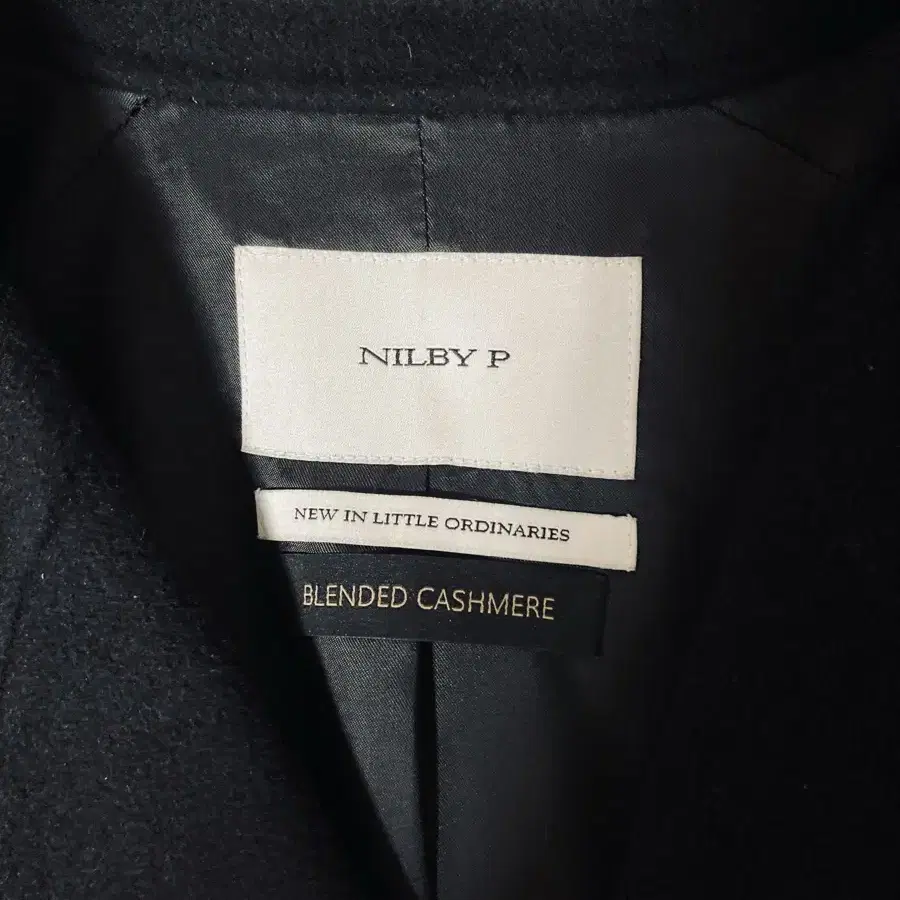 NILBY P
NEW IN LITTLE ORDINARIES
BLENDED CASHMERE